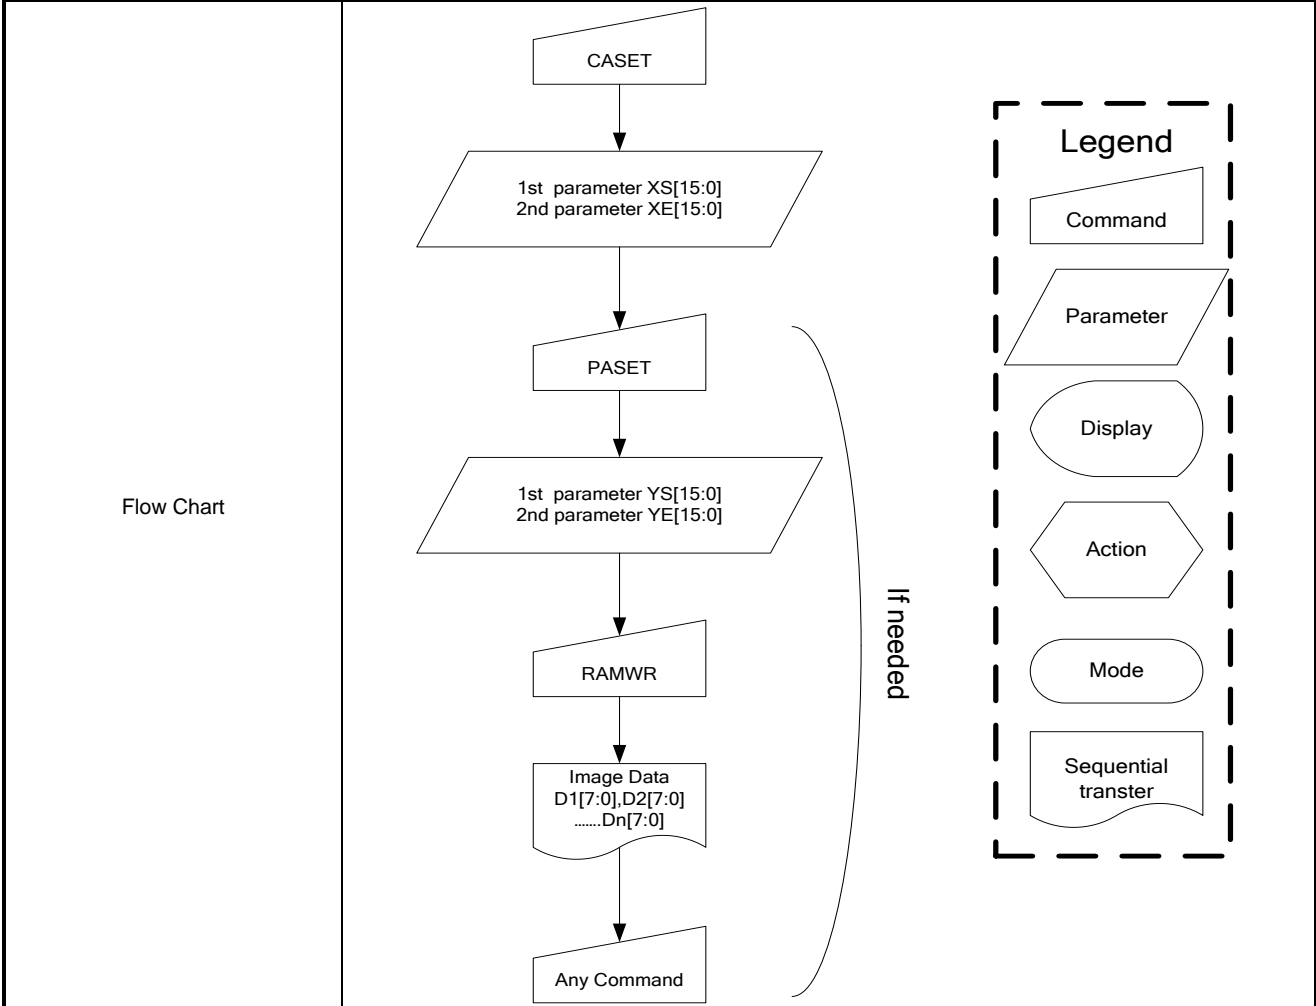 Flow Chart
CASET
1st  parameter XS[15:0]
2nd parameter XE[15:0]
PASET
1st  parameter YS[15:0]
2nd parameter YE[15:0]
RAMWR
Image Data
D1[7:0],D2[7:0]
.......Dn[7:0]
Any Command
If needed
Legend
Command
Parameter
Display
Action
Mode
Sequential
transter